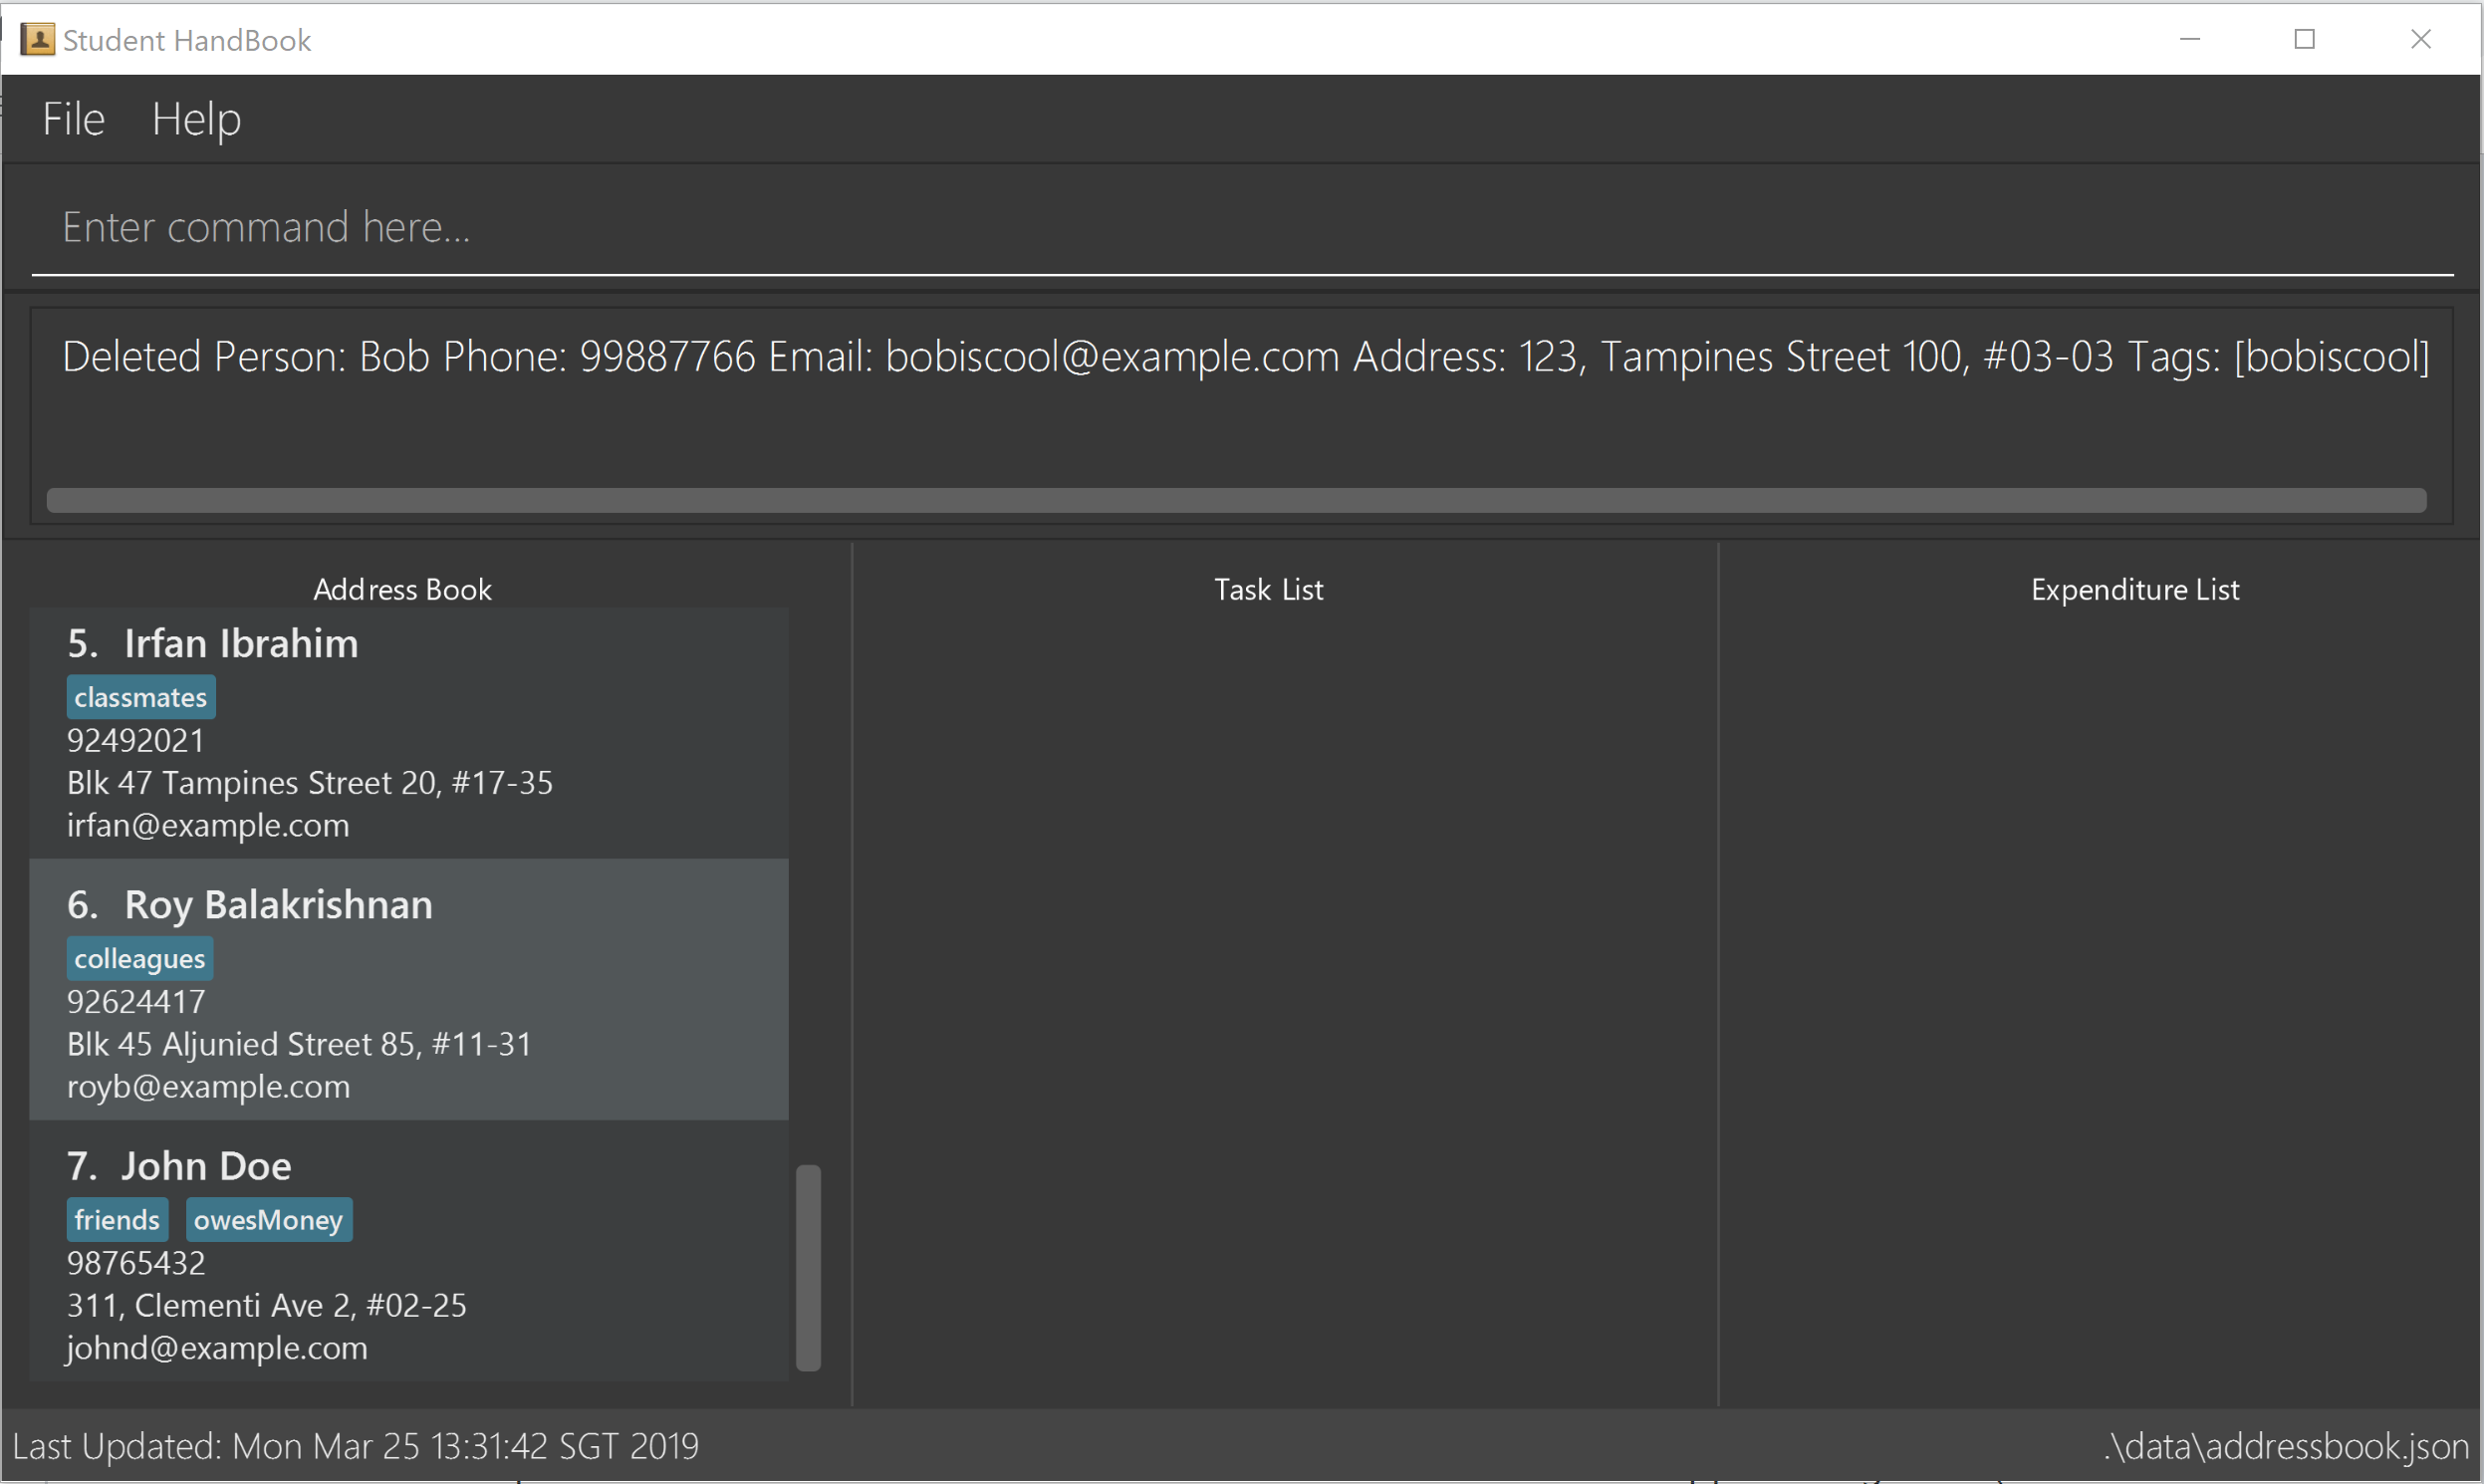 Student HandBook
File Help
Enter command here...
Deleted Person: Bob Phone: 99887766 Email: bobiscool@example.com Address: 123, Tampines Street 100, #03-03 Tags: [bobiscool]
Address Book
5. Irfan Ibrahim
classmates
92492021
Blk 47 Tampines Street 20, #17-35
irfan@example.com
6. Roy Balakrishnan
colleagues
92624417
Blk 45 Aljunied Street 85, #11-31
royb@example.com
7. John Doe
friends owesMoney
98765432
311, Clementi Ave 2, #02-25
johnd@example.com
Task List
Expenditure List
Last Updated: Mon Mar 25 13:31:42 SGT 2019
.\data\addressbook.json